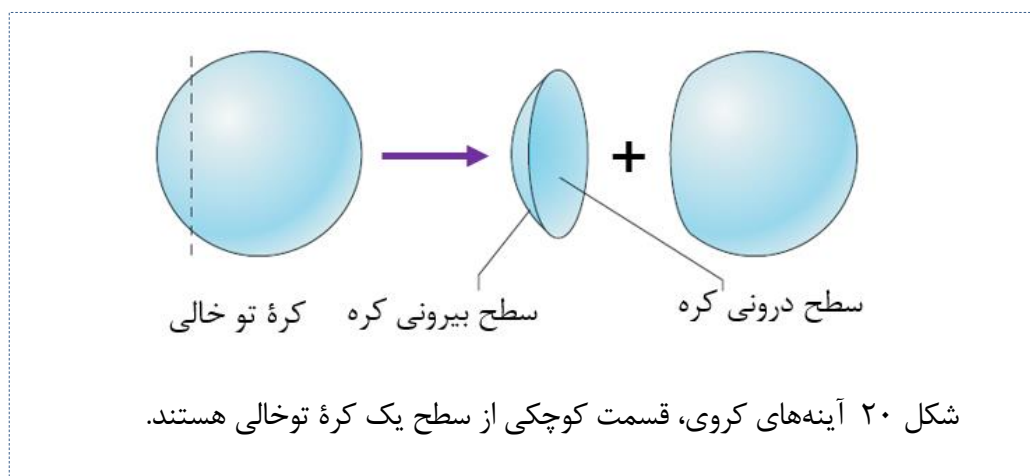 سطح درونی کره
سطح بیرونی کره
کرهٔ تو خالی
شکل ۲۰ آینه‌های کروی، قسمت کوچکی از سطح یک کرهٔ توخالی هستند.